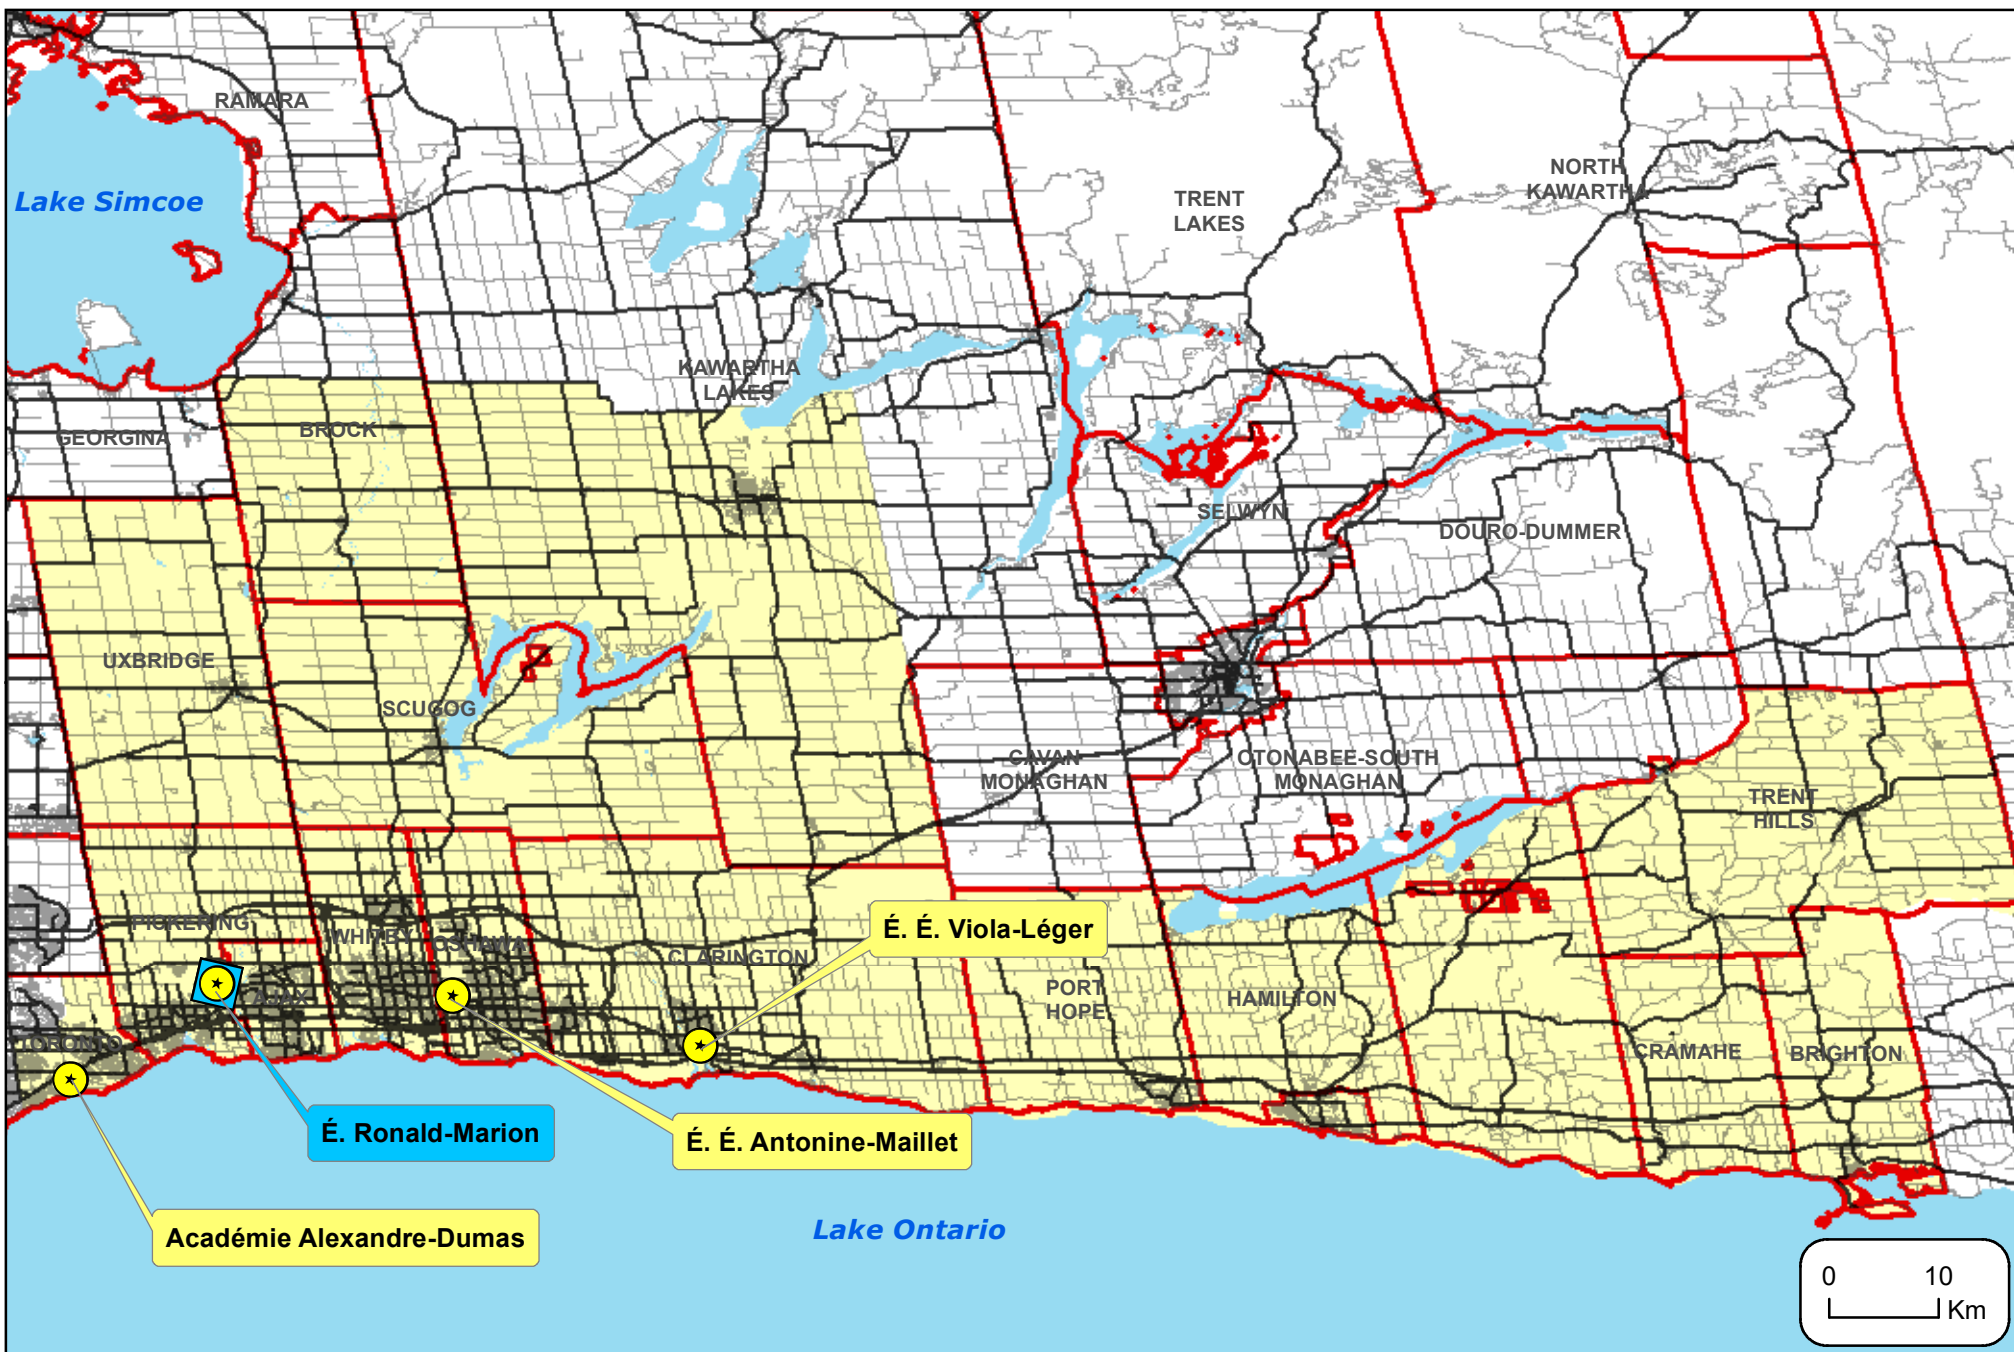 RAMARA
Lake Simcoe
NORTH
KAWARTHA
TRENT
LAKES
KAWARTHA
LAKES
GEORGINA
BROCK
SELWYN
DOURO-DUMMER
UXBRIDGE
SCUGOG
CAVAN
MONAGHAN
OTONABEE-SOUTH
MONAGHAN
TRENT
HILLS
PICKERING
WHITBY
OSHAWA
CLARINGTON
É. É. Viola-Léger
AJAX
PORT
HOPE
HAMILTON
TORONTO
CRAMAHE
BRIGHTON
É. Ronald-Marion
É. É. Antonine-Maillet
Académie Alexandre-Dumas
Lake Ontario
0 10
Km